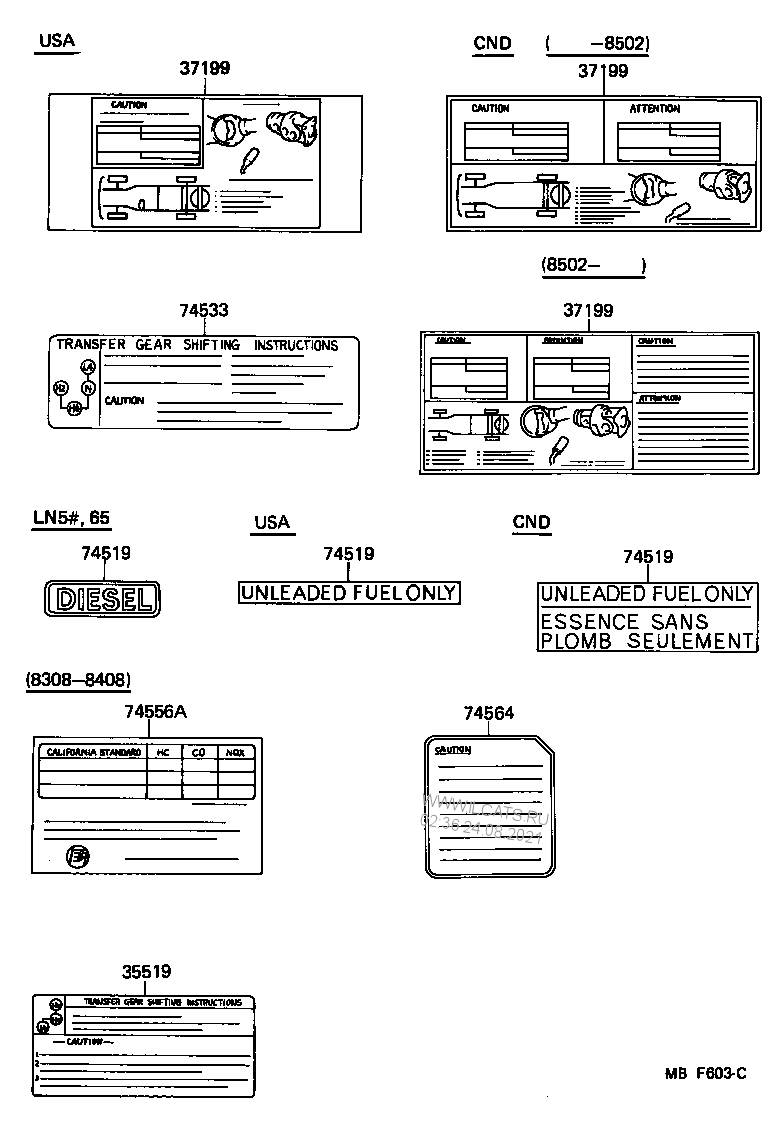 USA
CND ( -8502)
37199
37199
CAUTION
CAUTION
ATTENTION
(8502- )
74533
37199
TRANSFER GEAR SHIFTING INSTRUCTIONS
L4
H2
N
H4
CAUTION
CAUTION
ATTENTION
CAUTION
ATTENTION
LN5#, 65
USA
CND
74519
74519
74519
DIESEL
UNLEADED FUEL ONLY
UNLEADED FUEL ONLY
ESSENCE SANS
PLOMB SEULEMENT
(8308-8408)
74556A
74564
CALIFORNIA STANDARD HC CO NOX
CAUTION
WWW.ILCATS.RU
02:36 24.08.2021
35519
TRANSFER GEAR SHIFTING INSTRUCTIONS
-CAUTION-
1
2
3
MB F603-C